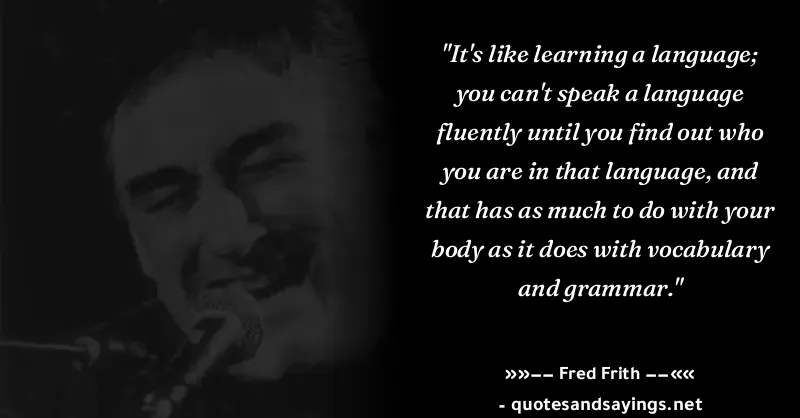 "It's like learning a language;
you can't speak a language
fluently until you find out who
you are in that language, and
that has as much to do with your
body as it does with vocabulary
and grammar."
»»−− Fred Frith −−««
- quotesandsayings.net